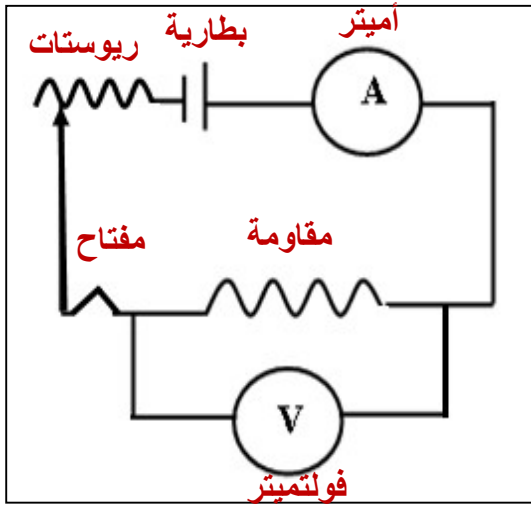 أميتر
بطارية
ريوستات
A
مفتاح
مقاومة
V
فولتميتر